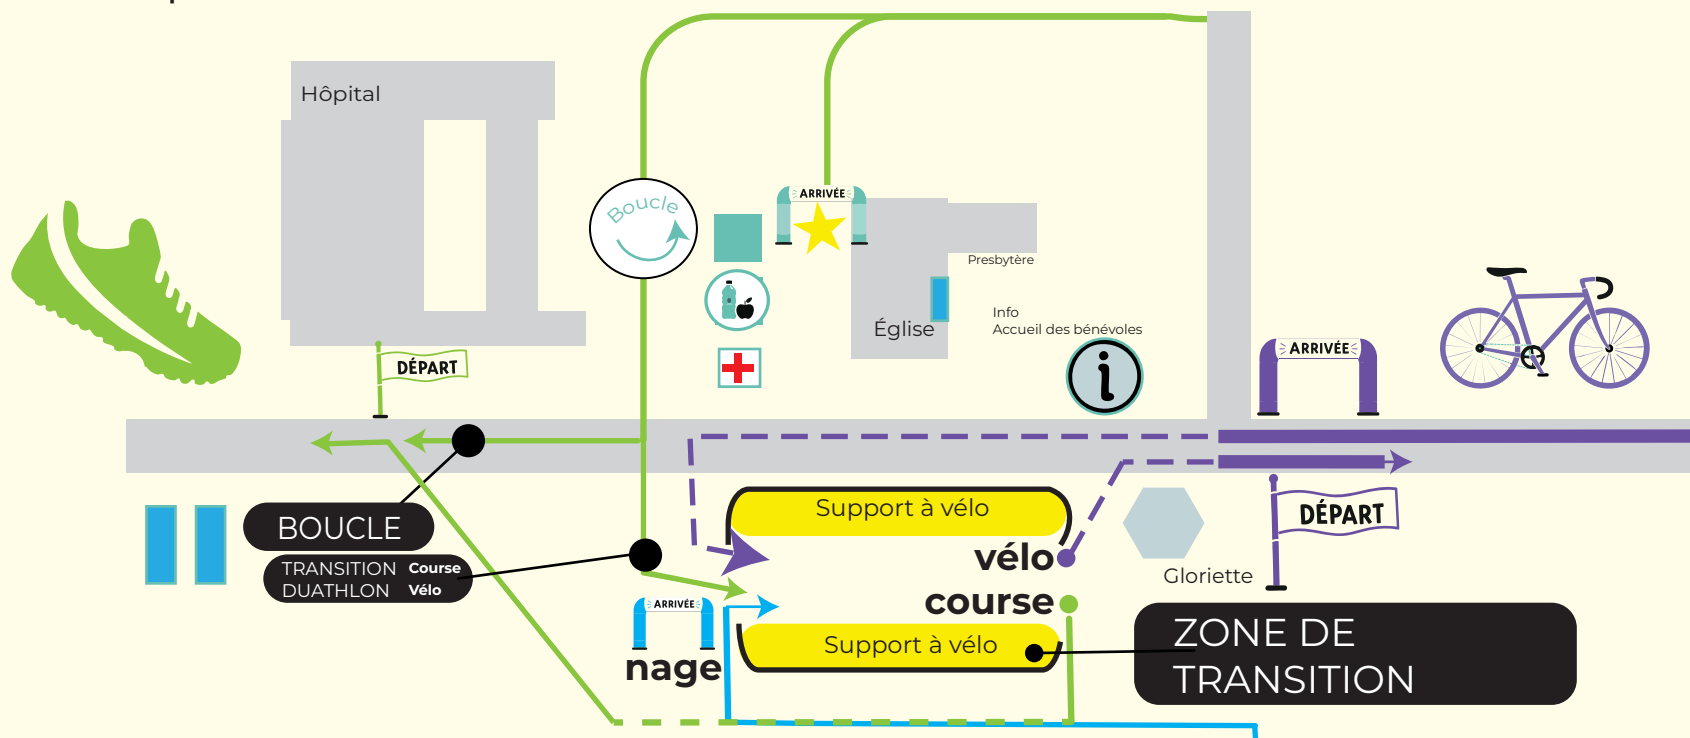 Hôpital
Boucle
ARRIVÉE
Presbytère
Info
Accueil des bénévoles
Église
ARRIVÉE
DÉPART
Support à vélo
DÉPART
BOUCLE
vélo
TRANSITION Course
DUATHLON Vélo
Gloriette
course
ARRIVÉE
nage
Support à vélo
ZONE DE
TRANSITION